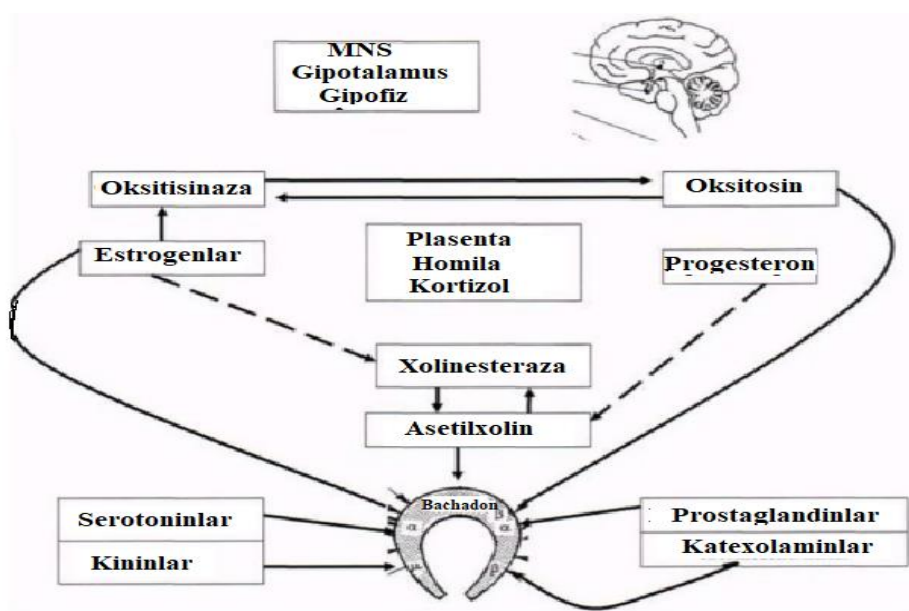 MNS
Gipotalamus
Gipofiz
Oksitisinaza
Oksitosin
Estrogenlar
Plasenta
Homila
Kortizol
Progesteron
Xolinesteraza
Asetilxolin
Bachadon
Serotoninlar
α
α
Prostaglandinlar
Kininlar
β
Katexolaminlar